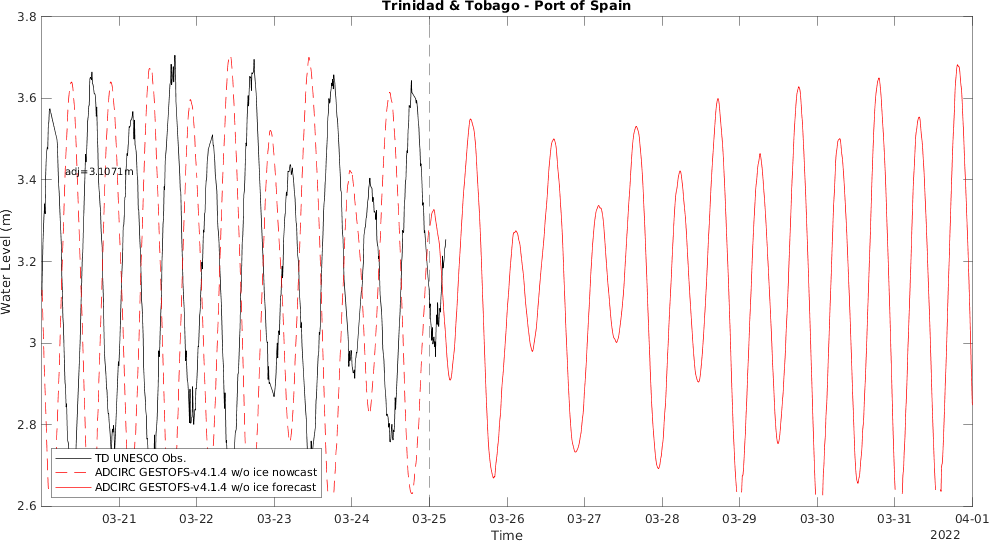 Trinidad & Tobago - Port of Spain
3.8
3.6
3.4
3.2
3
2.8
2.6
Water Level (m)
adj=3.1071m
TD UNESCO Obs.
ADCIRC GESTOFS-v4.1.4 w/o ice nowcast
ADCIRC GESTOFS-v4.1.4 w/o ice forecast
03-21 03-22 03-23 03-24 03-25 03-26 03-27 03-28 03-29 03-30 03-31 04-01
Time
2022